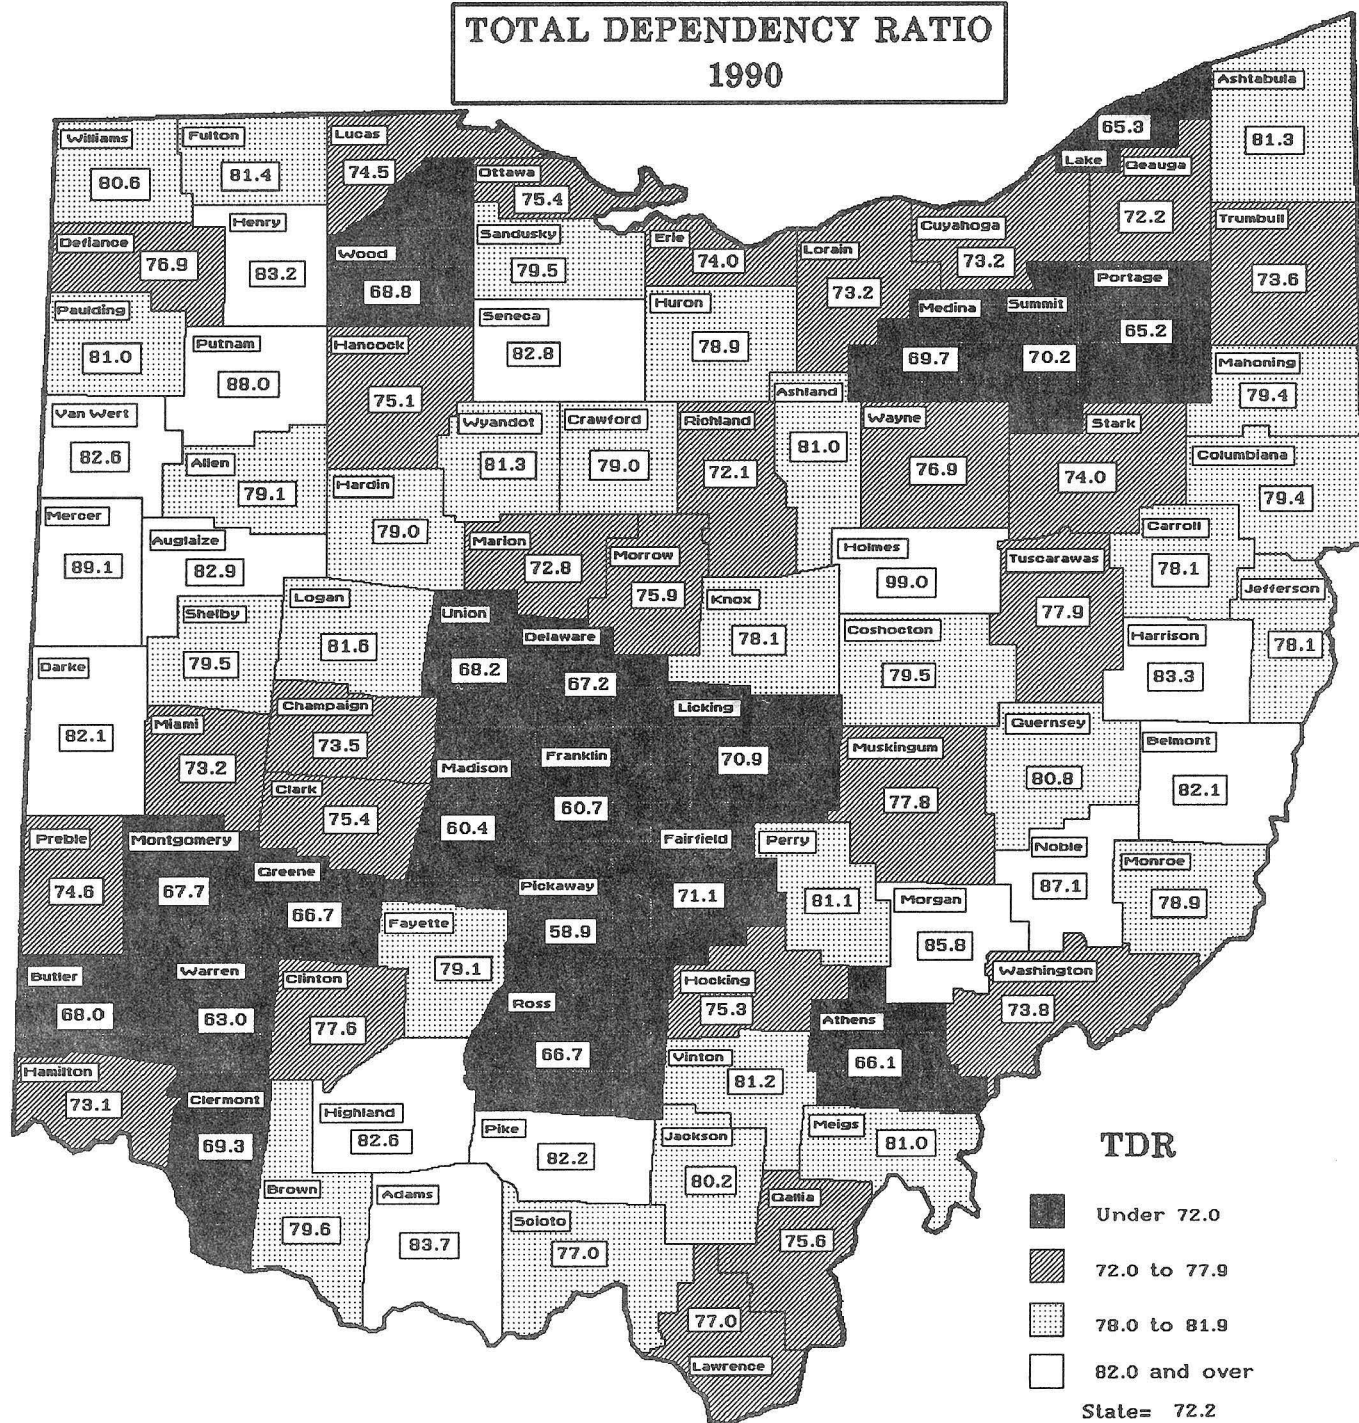 TOTAL DEPENDENCY RATIO
1990
Ashtabula
81.3
Williams
80.6
Fulton
81.4
Lucas
74.5
65.3
Lake
Geauga
72.2
Ottawa
75.4
Henry
83.2
Defiance
76.9
Wood
68.8
Sandusky
79.5
Erie
74.0
Lorain
73.2
Cuyahoga
73.2
Trumbull
73.6
Portage
65.2
Medina
69.7
Summit
70.2
Paulding
81.0
Putnam
88.0
Hancock
75.1
Seneca
82.8
Huron
78.9
Mahoning
79.4
Ashland
81.0
Van Wert
82.6
Allen
79.1
Wyandot
81.3
Crawford
79.0
Richland
72.1
Wayne
76.9
Stark
74.0
Columbiana
79.4
Hardin
79.0
Mercer
89.1
Auglaize
82.9
Marion
72.8
Morrow
75.9
Holmes
99.0
Tuscarawas
77.9
Carroll
78.1
Jefferson
78.1
Shelby
79.5
Logan
81.6
Union
68.2
Delaware
67.2
Knox
78.1
Coshocton
79.5
Harrison
83.3
Darke
82.1
Miami
73.2
Champaign
73.5
Licking
70.9
Guernsey
80.8
Belmont
82.1
Clark
75.4
Madison
60.4
Franklin
60.7
Muskingum
77.8
Preble
74.6
Montgomery
67.7
Greene
66.7
Fairfield
71.1
Perry
81.1
Noble
87.1
Monroe
78.9
Pickaway
58.9
Fayette
79.1
Morgan
85.8
Butler
68.0
Warren
63.0
Clinton
77.6
Ross
66.7
Hocking
75.3
Athens
66.1
Washington
73.8
Hamilton
73.1
Clermont
69.3
Highland
82.6
Pike
82.2
Vinton
81.2
Jackson
80.2
Meigs
81.0
Brown
79.6
Adams
83.7
Scioto
77.0
Gallia
75.6
77.0
Lawrence
TDR
Under 72.0
72.0 to 77.9
78.0 to 81.9
82.0 and over
State= 72.2